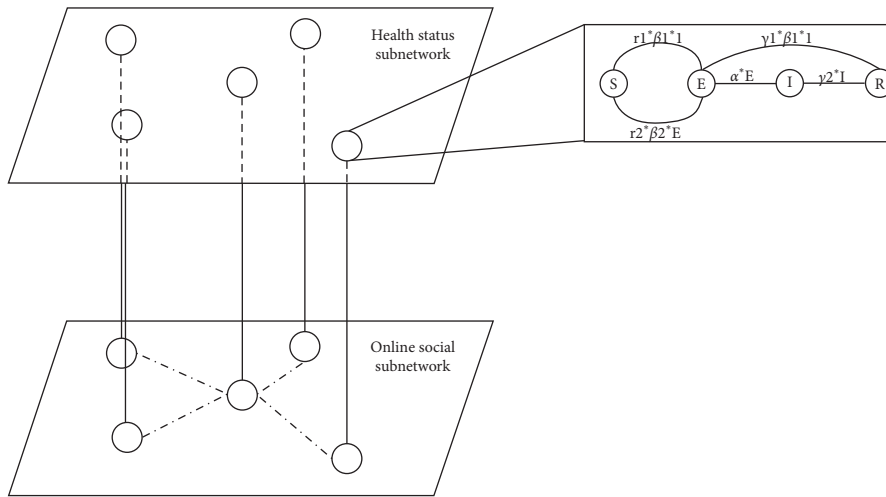 Health status
subnetwork
r1*β1*1
γ1*β1*1
S
E
α*E
I
γ2*I
R
r2*β2*E
Online social
subnetwork